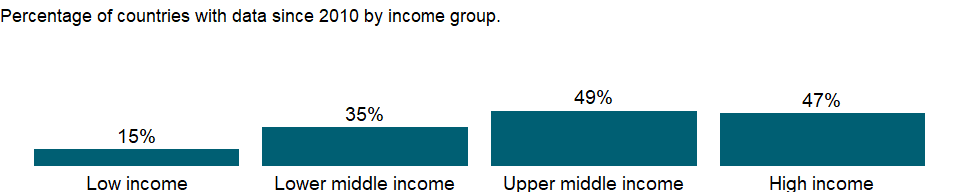 Percentage of countries with data since 2010 by income group.
49%
47%
35%
15%
Low income
Lower middle income
Upper middle income
High income